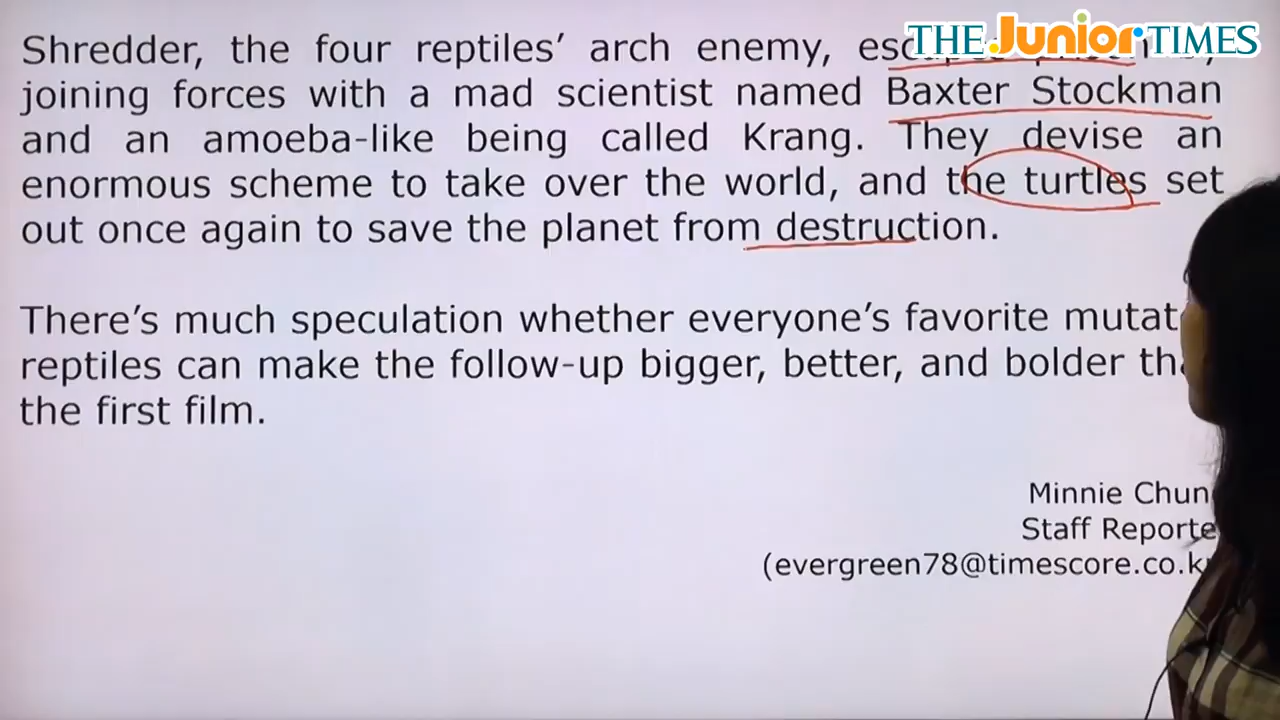 THE Junior TIMES
Shredder, the four reptiles' arch enemy,
joining forces with a mad scientist named Baxter Stockman
and an amoeba-like being called Krang. They devise an
enormous scheme to take over the world, and the turtles set
out once again to save the planet from destruction.
There's much speculation whether everyone's favorite
reptiles can make the follow-up bigger, better, and bolder
the first film.
Minnie
Staff